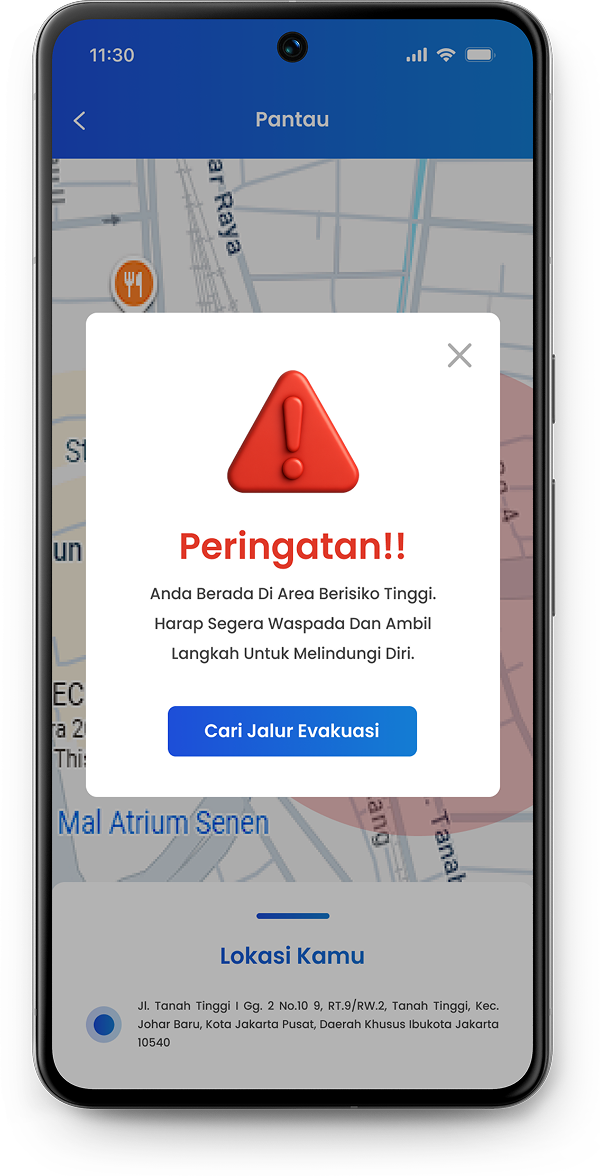 11:30
Pantau
ar Raya
Peringatan!!
Anda Berada Di Area Berisiko Tinggi.
Harap Segera Waspada Dan Ambil
Langkah Untuk Melindungi Diri.
Cari Jalur Evakuasi
St
un
EC
ra 2
This
Mal Atrium Senen
ang
. Tanah
Lokasi Kamu
Jl. Tanah Tinggi I Gg. 2 No.10 9, RT.9/RW.2, Tanah Tinggi, Kec.
Johar Baru, Kota Jakarta Pusat, Daerah Khusus Ibukota Jakarta
10540